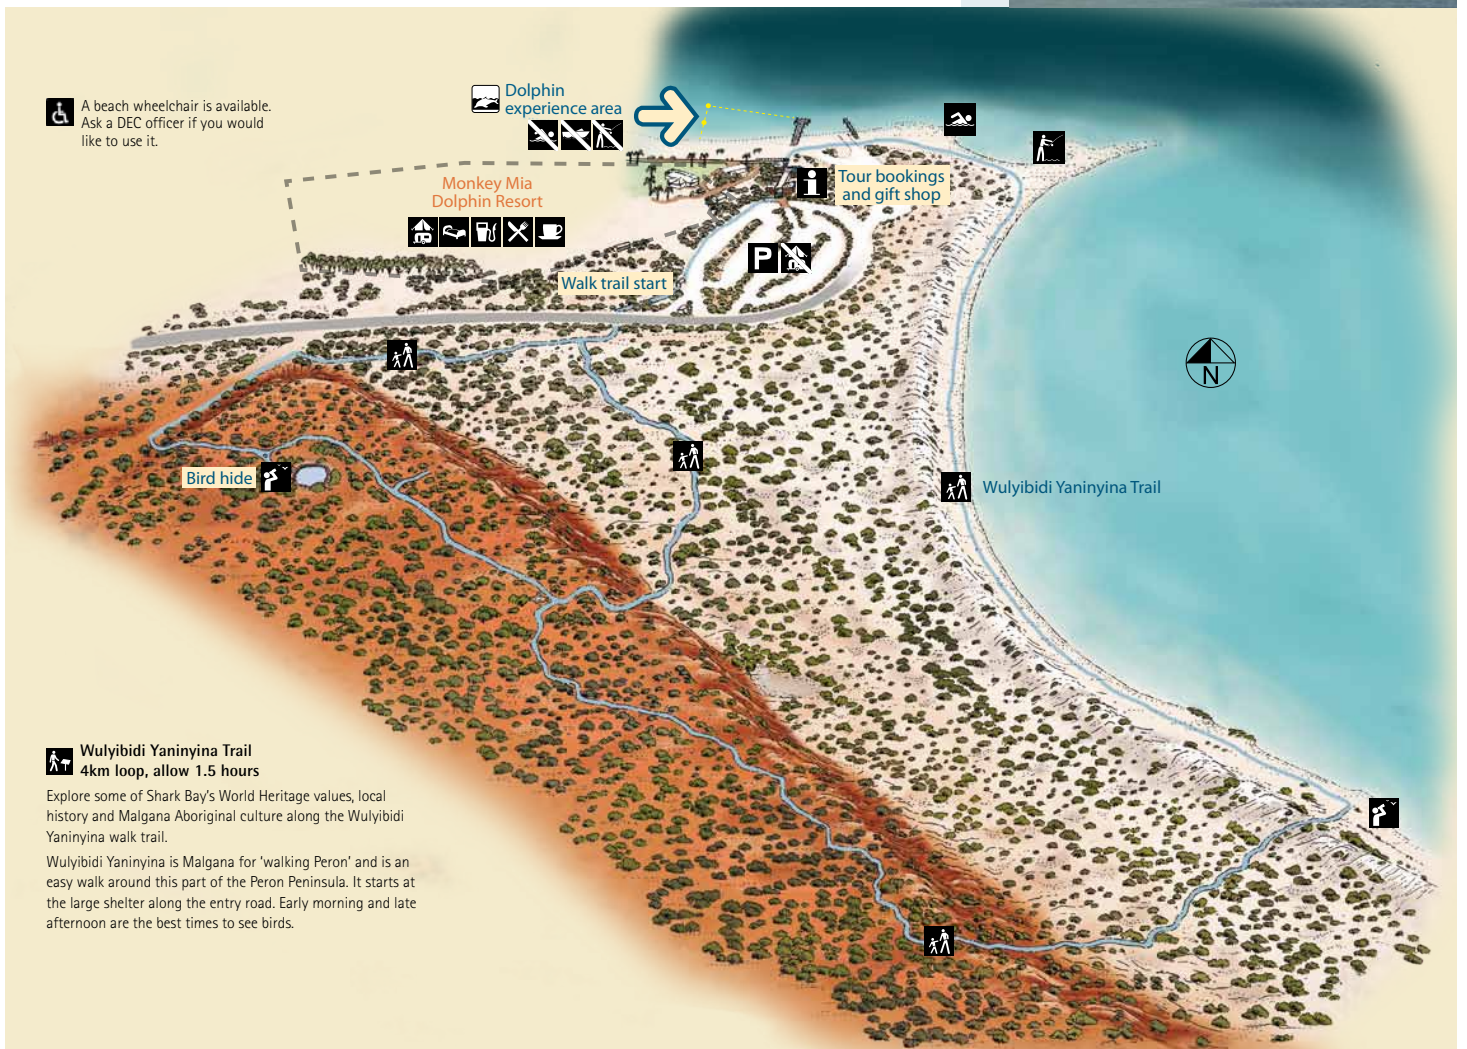 A beach wheelchair is available.
Ask a DEC officer if you would
like to use it.
Dolphin
experience area
Monkey Mia
Dolphin Resort
Tour bookings
and gift shop
P
Walk trail start
N
Bird hide
Wulyibidi Yaninyina Trail
Wulyibidi Yaninyina Trail
4km loop, allow 1.5 hours
Explore some of Shark Bay's World Heritage values, local
history and Malgana Aboriginal culture along the Wulyibidi
Yaninyina walk trail.
Wulyibidi Yaninyina is Malgana for 'walking Peron' and is an
easy walk around this part of the Peron Peninsula. It starts at
the large shelter along the entry road. Early morning and late
afternoon are the best times to see birds.